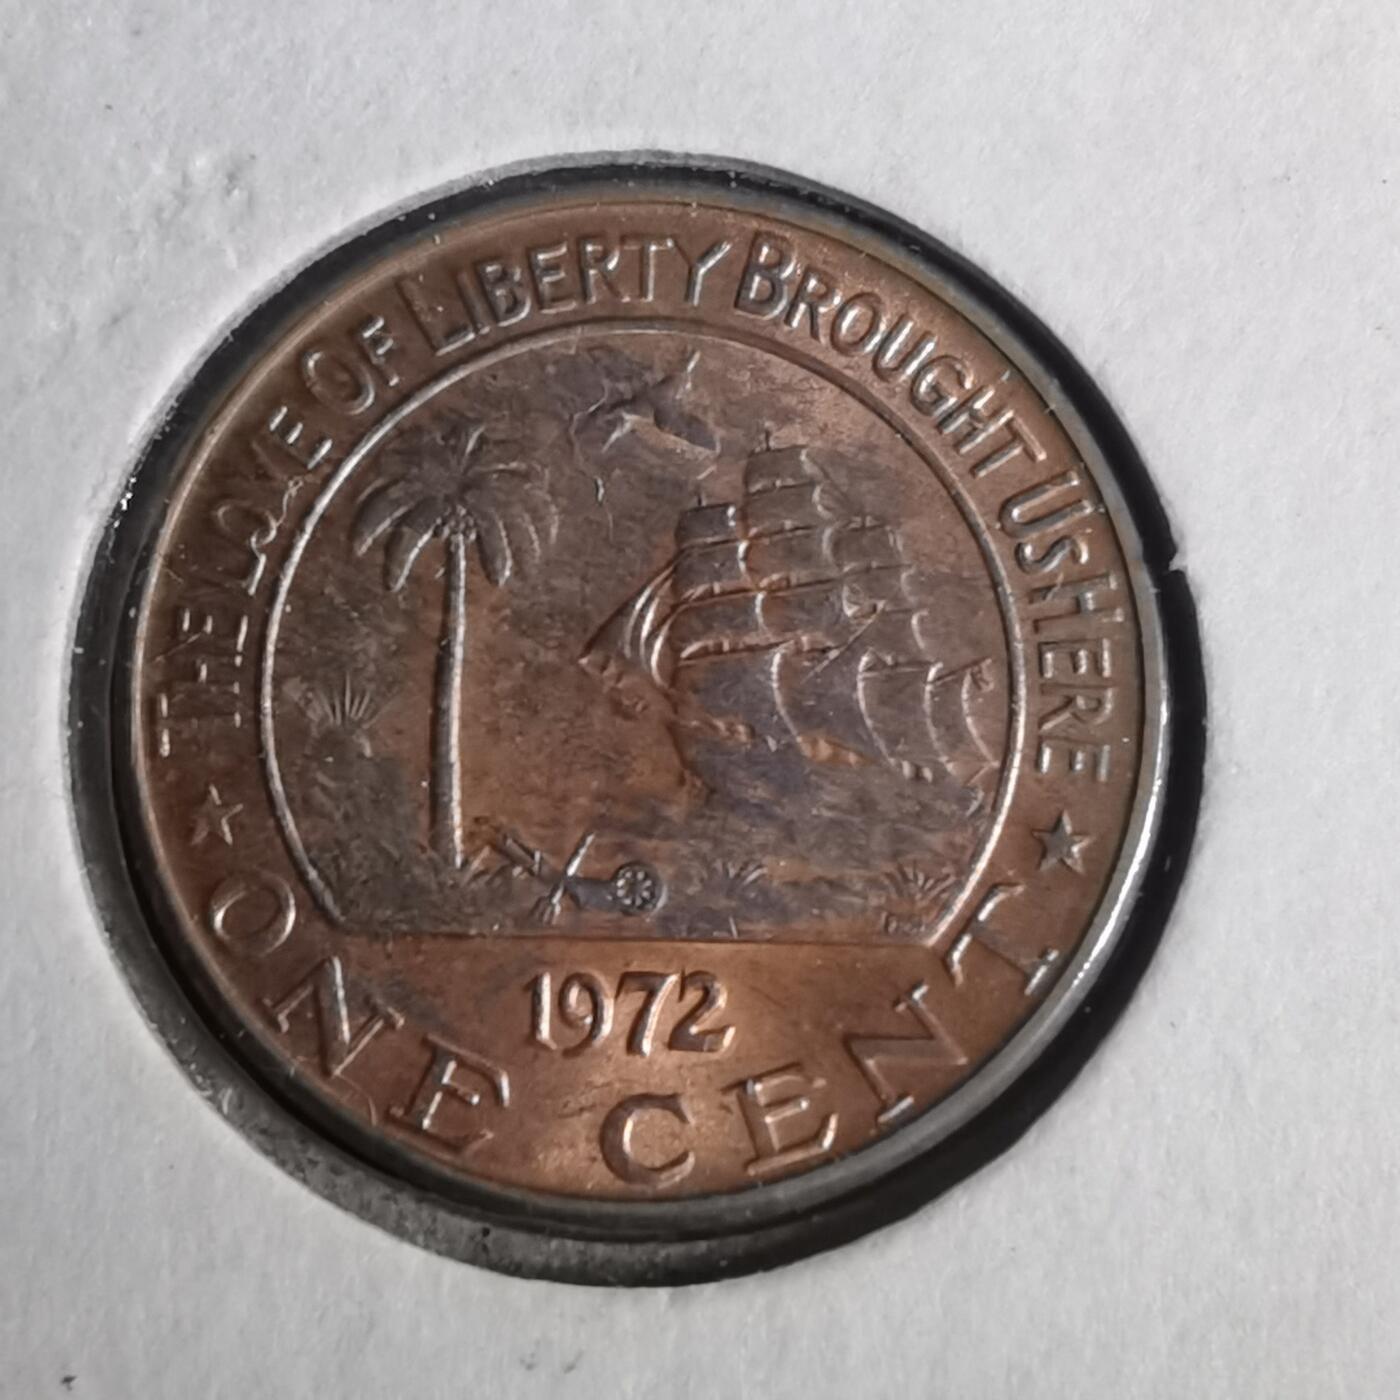 THE LOVE OF LIBERTY BROUGHT US HERE
1972
ONE CENT